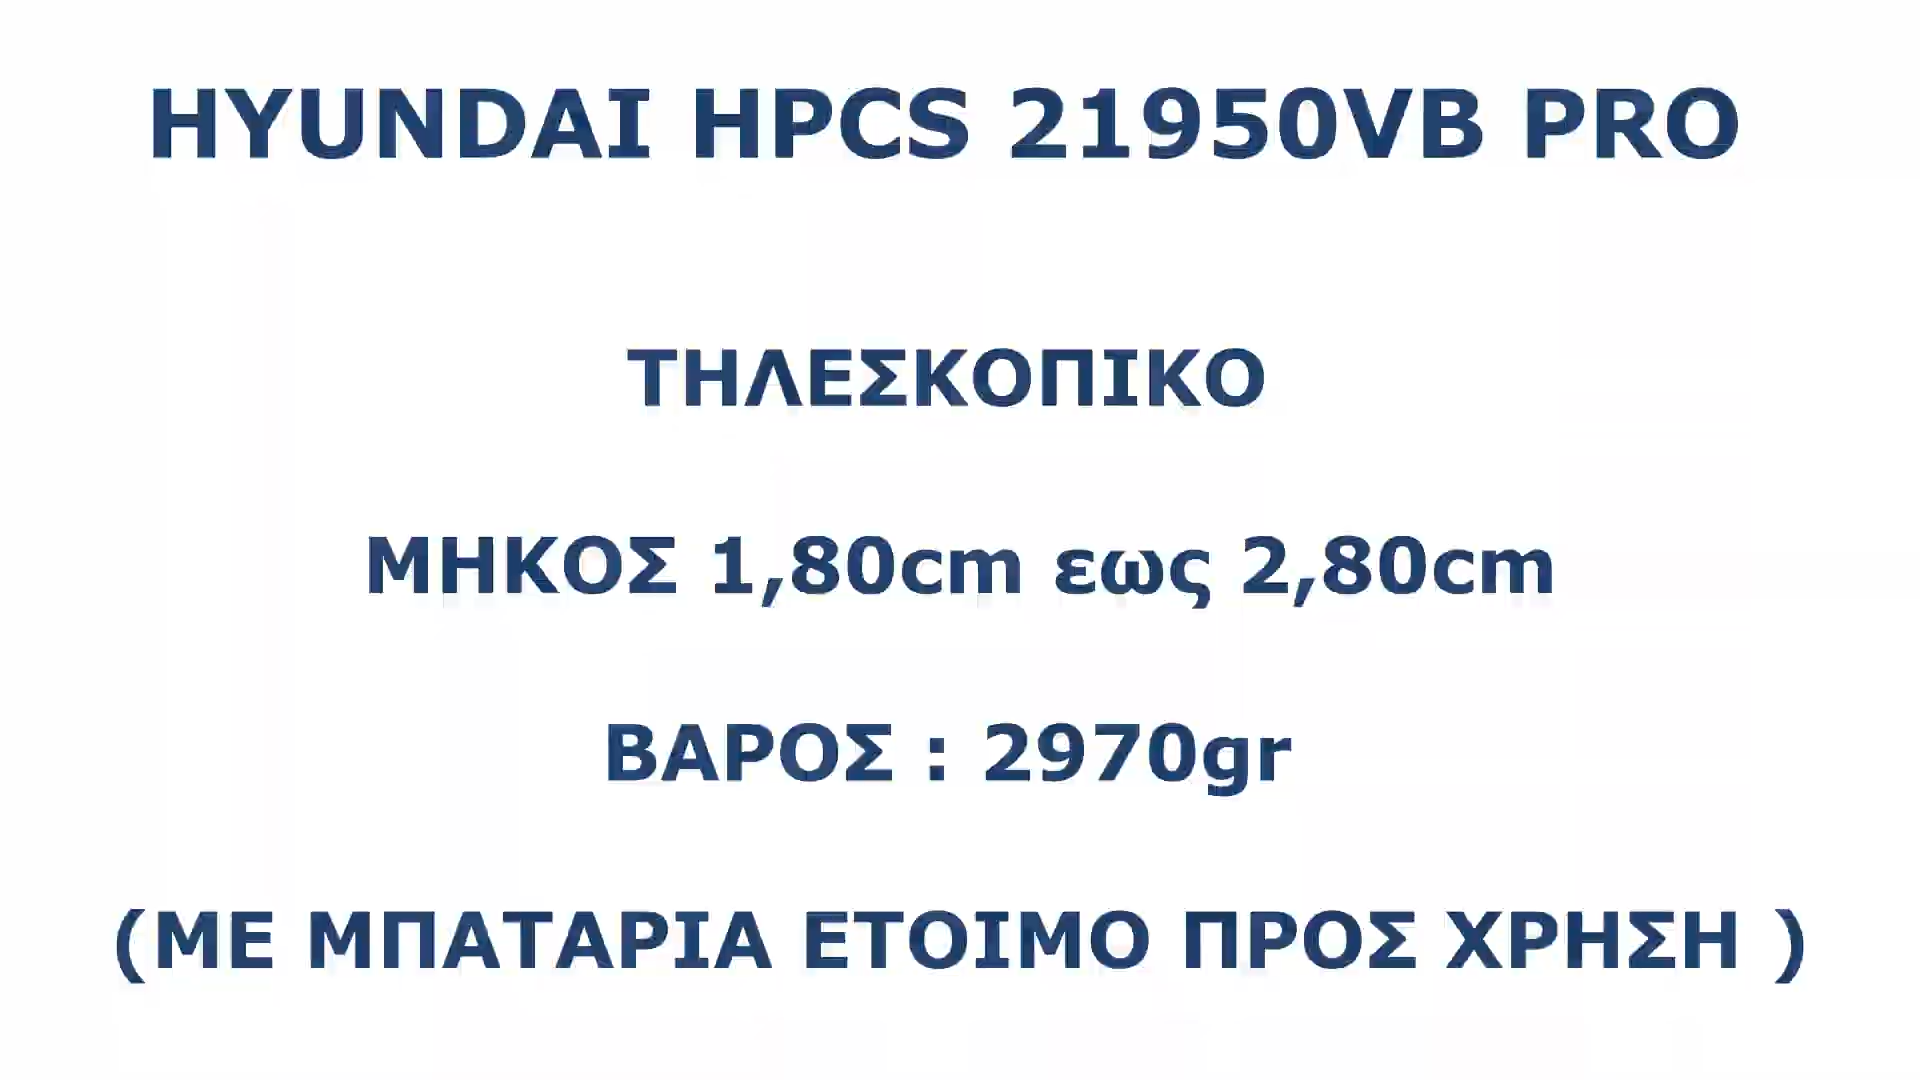 HYUNDAI HPCS 21950VB PRO
ΤΗΛΕΣΚΟΠΙΚΟ
ΜΗΚΟΣ 1,80cm εως 2,80cm
ΒΑΡΟΣ : 2970gr
(ΜΕ ΜΠΑΤΑΡΙΑ ΕΤΟΙΜΟ ΠΡΟΣ ΧΡΗΣΗ )